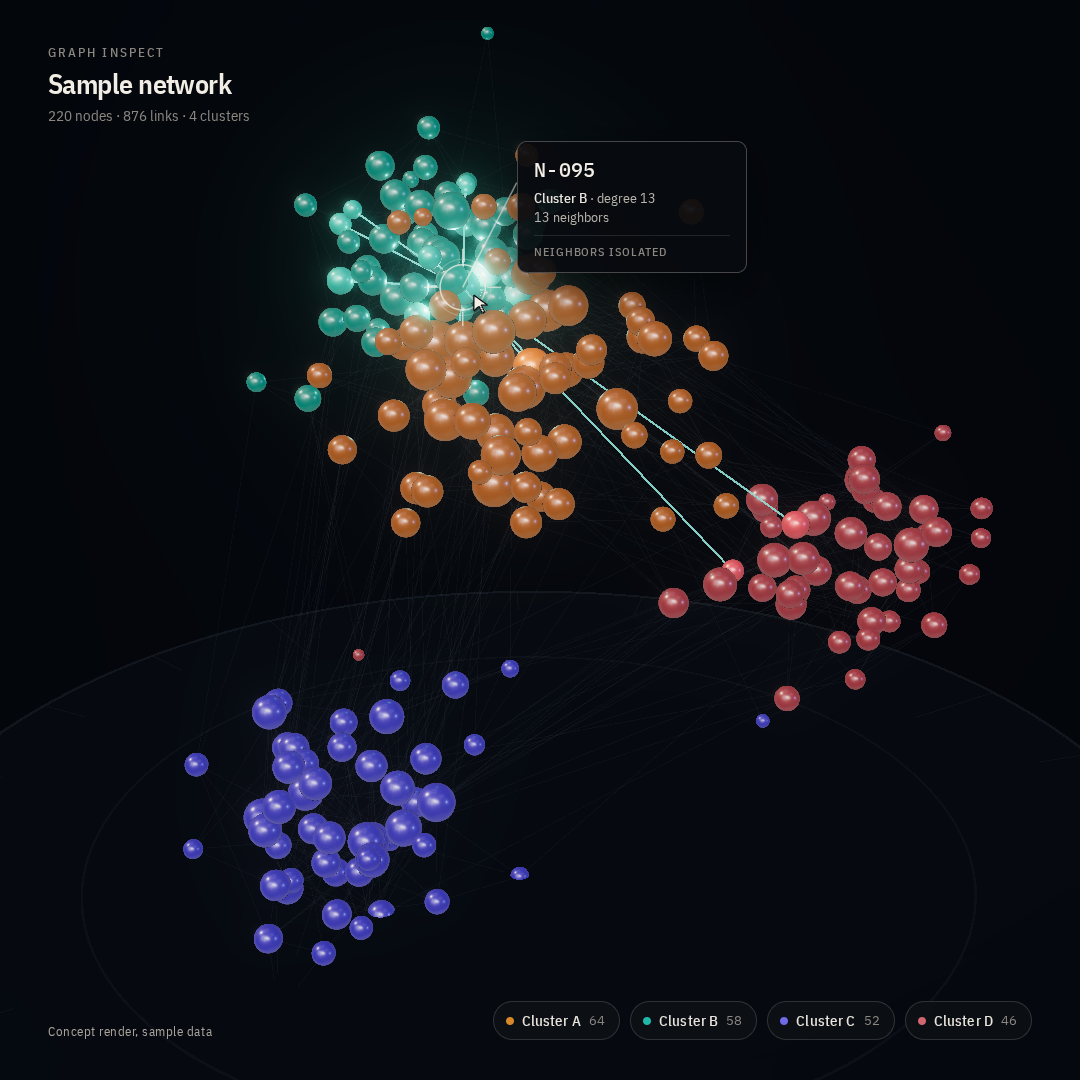 GRAPH INSPECT
Sample network
220 nodes · 876 links · 4 clusters
N-095
Cluster B · degree 13
13 neighbors
NEIGHBORS ISOLATED
Concept render, sample data
Cluster A 64
Cluster B 58
Cluster C 52
Cluster D 46